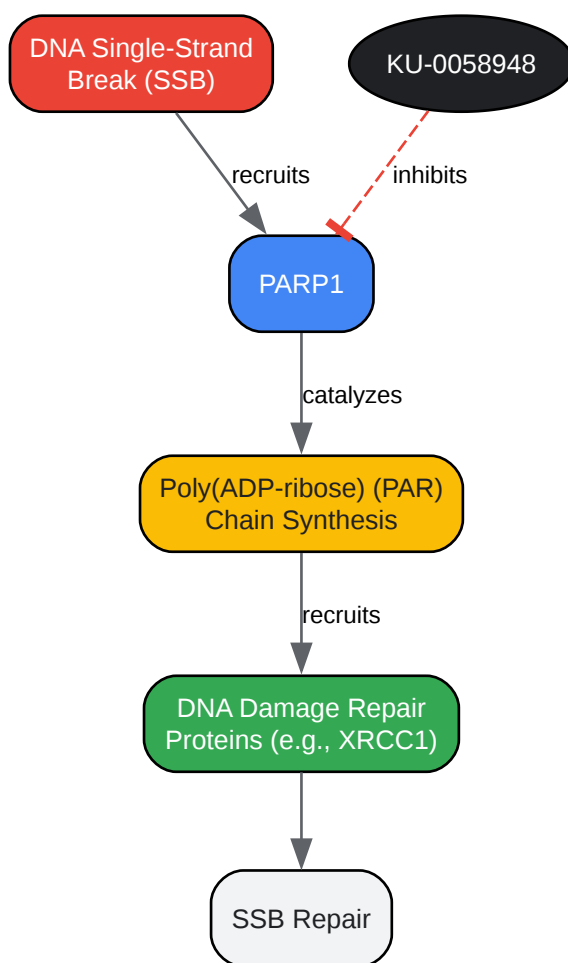 DNA Single-Strand
Break (SSB)
KU-0058948
recruits
inhibits
PARP1
catalyzes
Poly(ADP-ribose) (PAR)
Chain Synthesis
recruits
DNA Damage Repair
Proteins (e.g., XRCC1)
SSB Repair